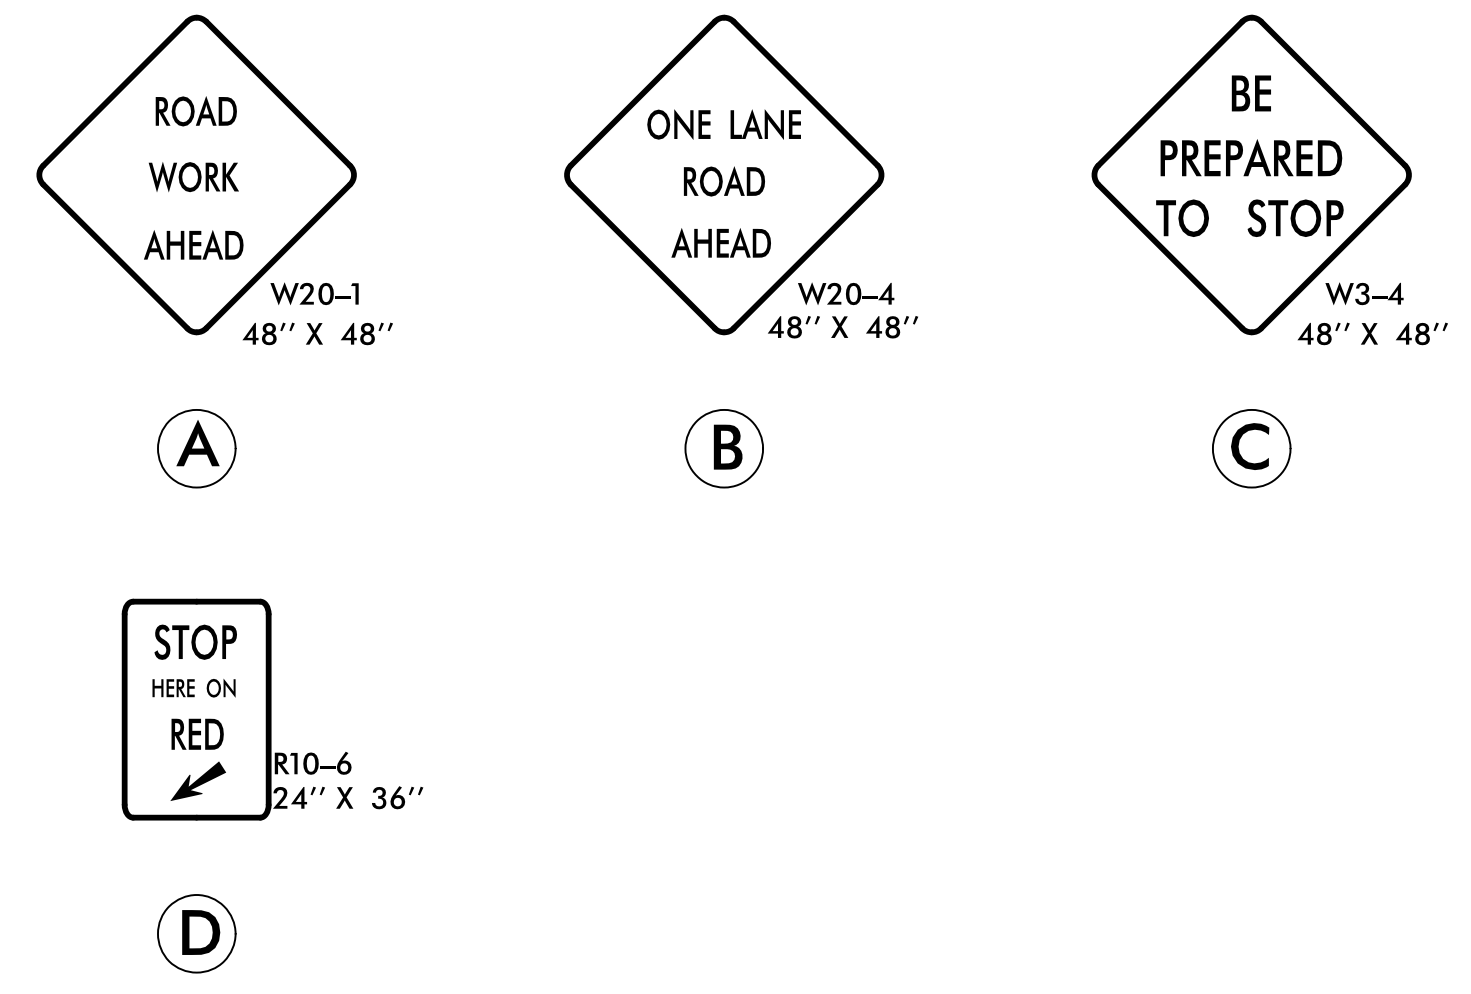 ROAD
WORK
AHEAD
W20–1
48’’ X 48’’
A
ONE LANE
ROAD
AHEAD
W20–4
48’’ X 48’’
B
BE
PREPARED
TO STOP
W3–4
48’’ X 48’’
C
STOP
HERE ON
RED
R10–6
24’’ X 36’’
D